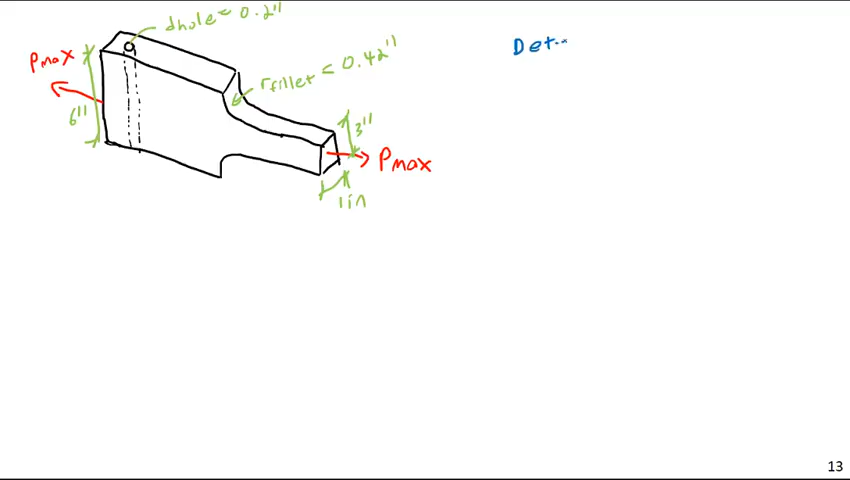 dhole = 0.2"
Det
Pmax
rfillet = 0.42"
6"
3"
Pmax
1in
13